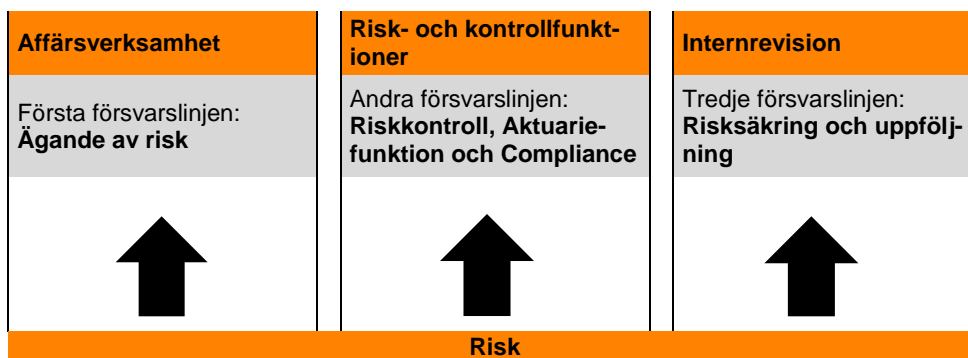 Affärsverksamhet
Första försvarslinjen:
Ägande av risk
Risk- och kontrollfunkt-
ioner
Andra försvarslinjen:
Riskkontroll, Aktuarie-
funktion och Compliance
Internrevision
Tredje försvarslinjen:
Risksäkring och uppfölj-
ning
Risk